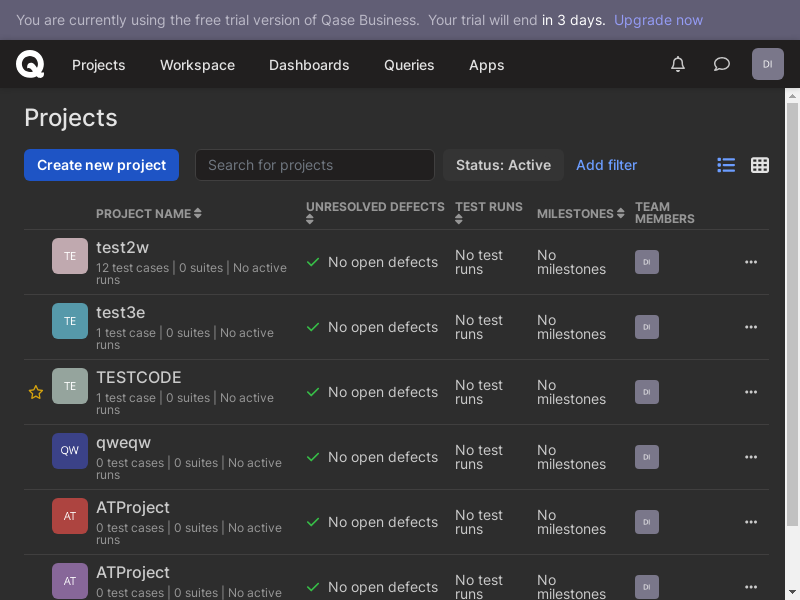 You are currently using the free trial version of Qase Business. Your trial will end in 3 days. Upgrade now
Projects Workspace Dashboards Queries Apps DI
Projects
Create new project Search for projects Status: Active Add filter
PROJECT NAME UNRESOLVED DEFECTS TEST RUNS MILESTONES TEAM MEMBERS
TE test2w
12 test cases | 0 suites | No active runs
No open defects No test runs No milestones DI
TE test3e
1 test case | 0 suites | No active runs
No open defects No test runs No milestones DI
TE TESTCODE
1 test case | 0 suites | No active runs
No open defects No test runs No milestones DI
QW qweqw
0 test cases | 0 suites | No active runs
No open defects No test runs No milestones DI
AT ATProject
0 test cases | 0 suites | No active runs
No open defects No test runs No milestones DI
AT ATProject
0 test cases | 0 suites | No active
No open defects No test runs No milestones DI